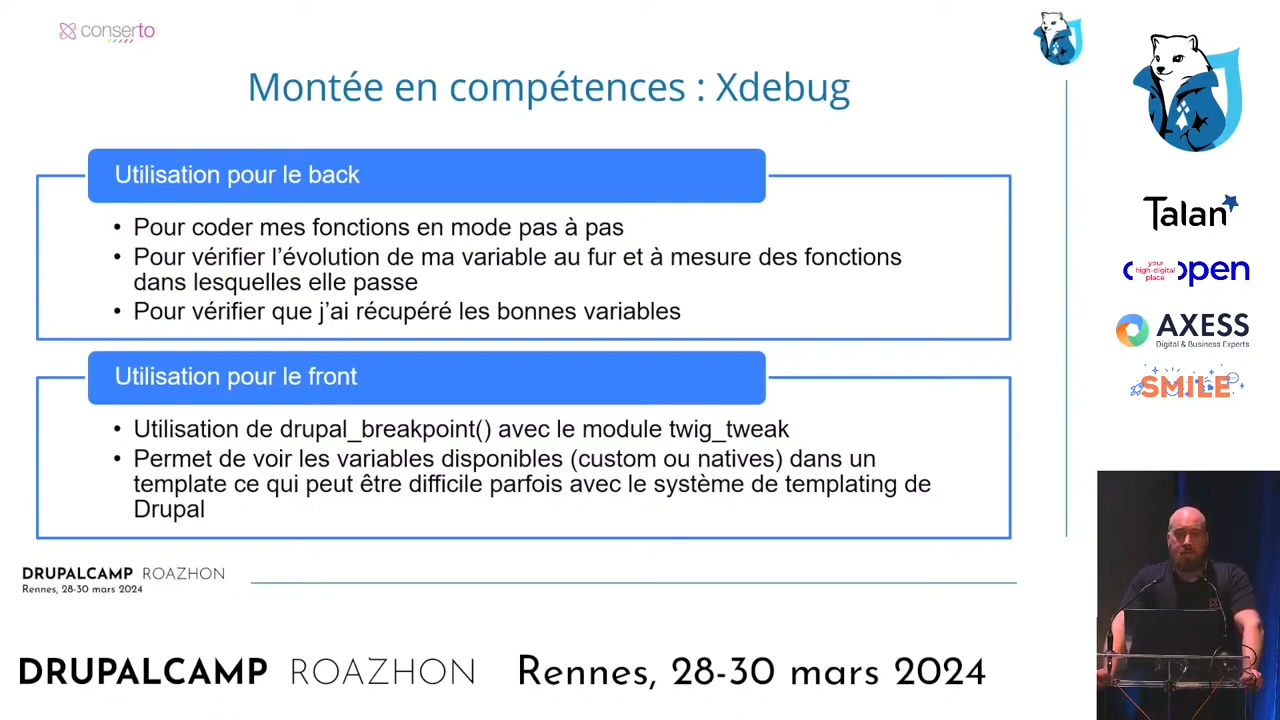 conserto
Montée en compétences : Xdebug
Utilisation pour le back
• Pour coder mes fonctions en mode pas à pas
• Pour vérifier l’évolution de ma variable au fur et à mesure des fonctions
dans lesquelles elle passe
• Pour vérifier que j’ai récupéré les bonnes variables
Utilisation pour le front
• Utilisation de drupal_breakpoint() avec le module twig_tweak
• Permet de voir les variables disponibles (custom ou natives) dans un
template ce qui peut être difficile parfois avec le système de templating de
Drupal
DRUPALCAMP ROAZHON
Rennes, 28-30 mars 2024
DRUPALCAMP ROAZHON Rennes, 28-30 mars 2024
Talan
your
high-digital
place
open
AXESS
Digital & Business Experts
SMILE